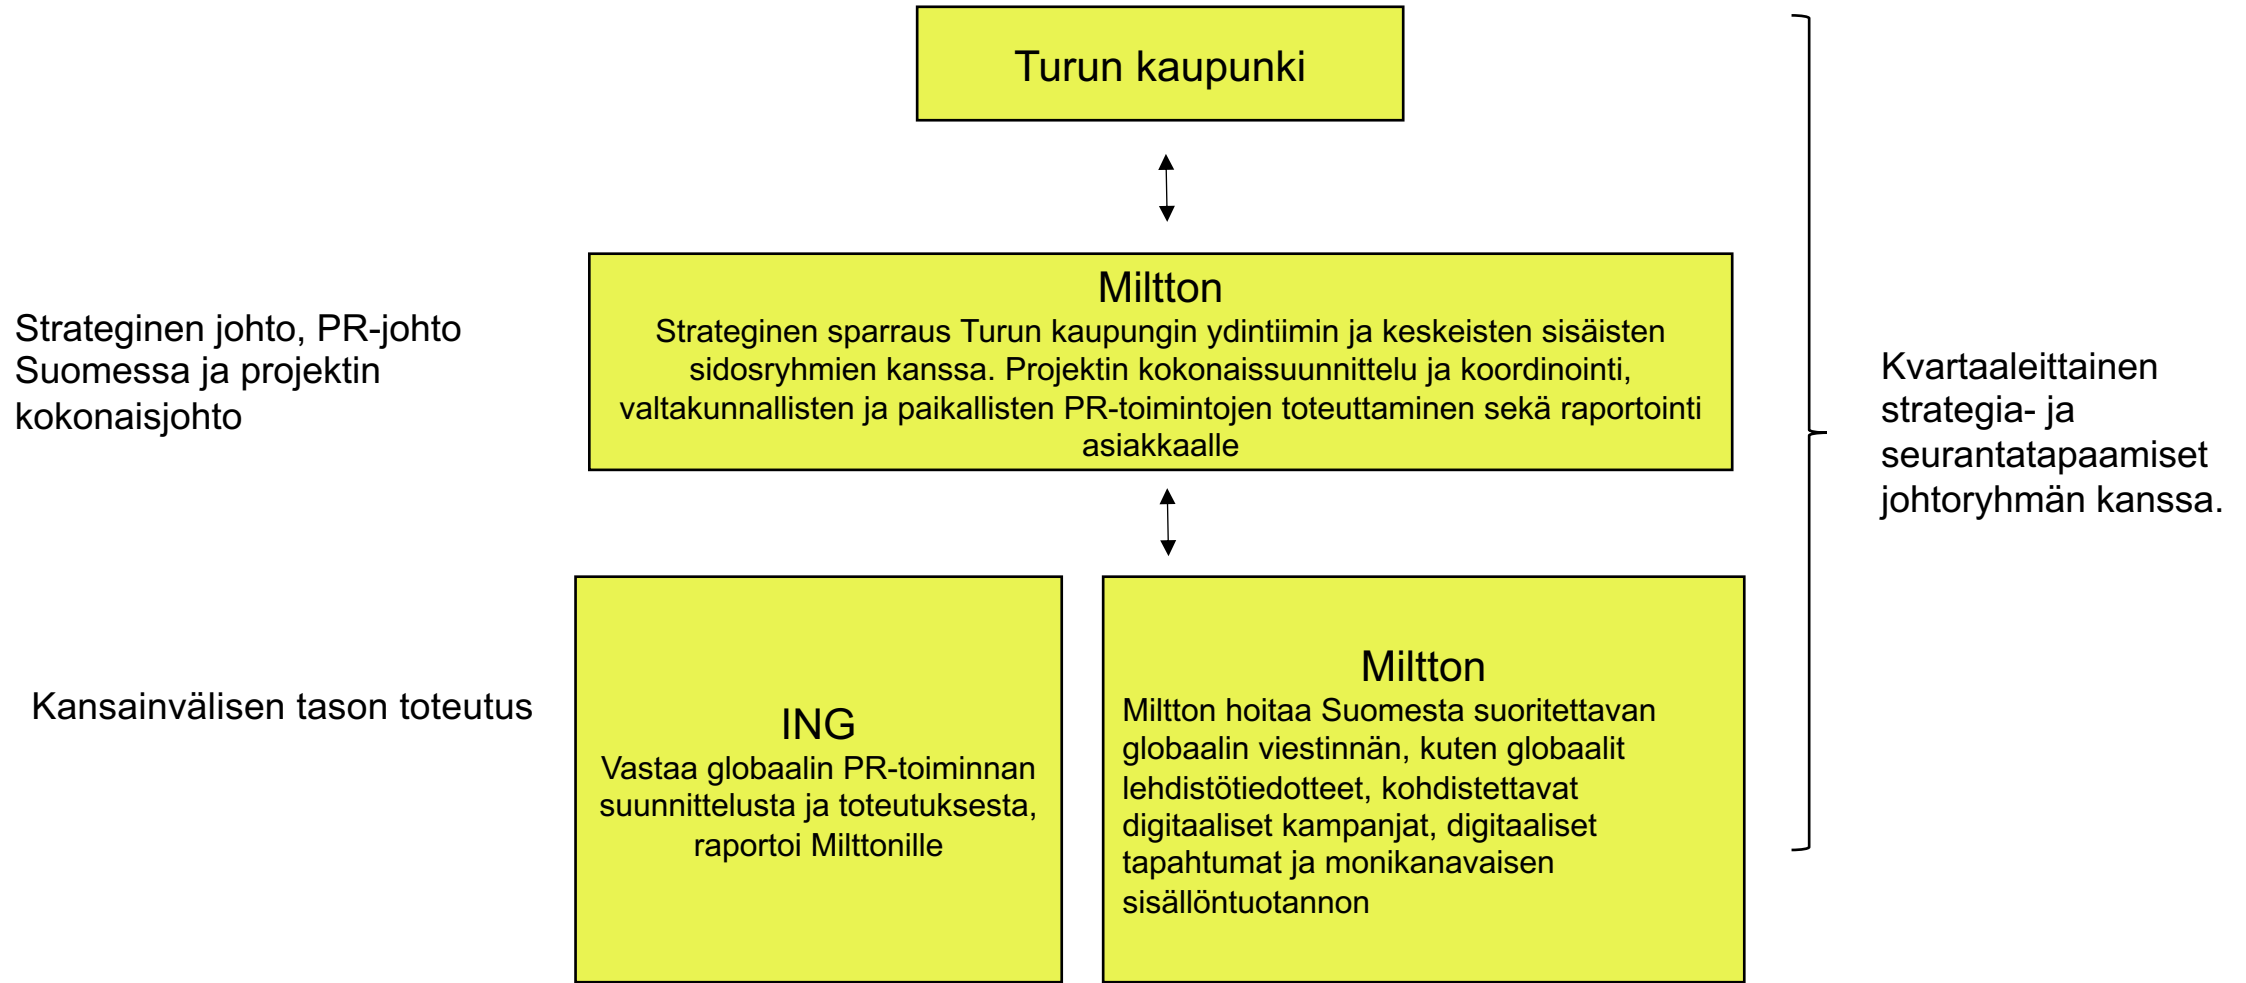 Turun kaupunki
Strateginen johto, PR-johto
Suomessa ja projektin
kokonaisjohto
Miltton
Strateginen sparraus Turun kaupungin ydintiimin ja keskeisten sisäisten
sidosryhmien kanssa. Projektin kokonaissuunnittelu ja koordinointi,
valtakunnallisten ja paikallisten PR-toimintojen toteuttaminen sekä raportointi
asiakkaalle
Kvartaaleittainen
strategia- ja
seurantatapaamiset
johtoryhmän kanssa.
Kansainvälisen tason toteutus
ING
Vastaa globaalin PR-toiminnan
suunnittelusta ja toteutuksesta,
raportoi Milttonille
Miltton
Miltton hoitaa Suomesta suoritettavan
globaalin viestinnän, kuten globaalit
lehdistötiedotteet, kohdistettavat
digitaaliset kampanjat, digitaaliset
tapahtumat ja monikanavaisen
sisällöntuotannon